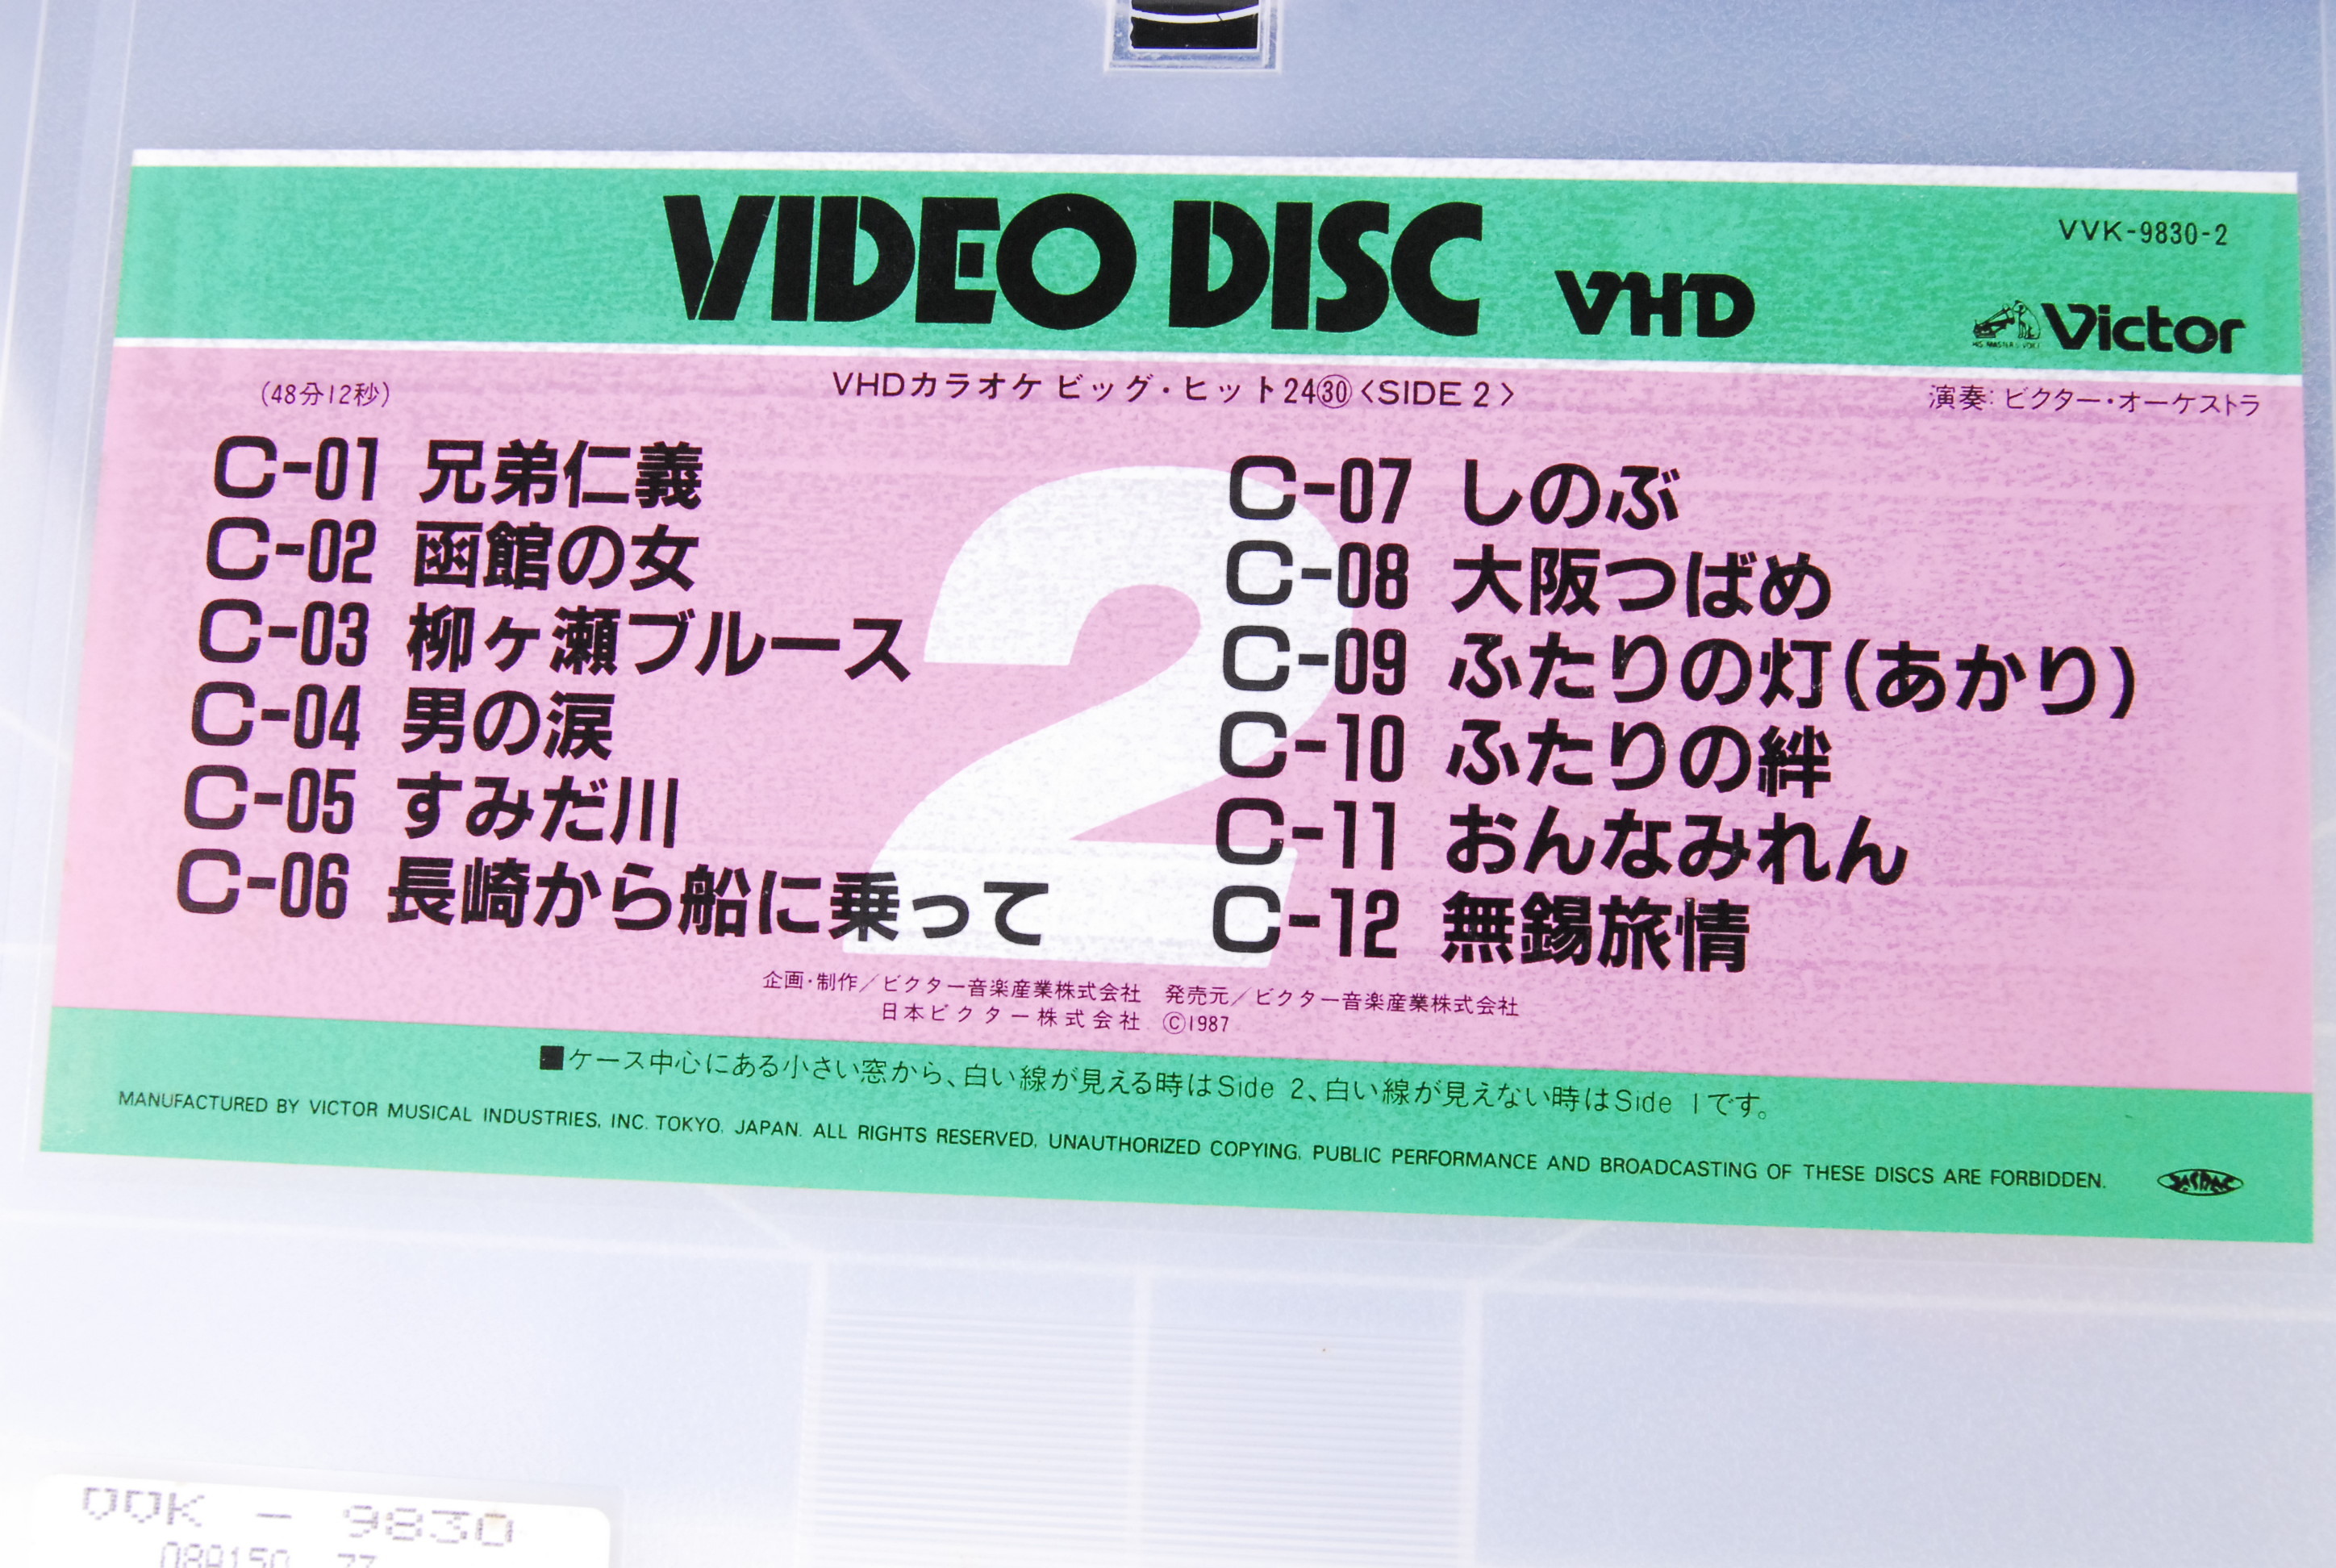 VIDEO DISC VHD
VVK-9830-2
Victor
(48分12秒)
VHDカラオケ ビッグ・ヒット24㉚<SIDE 2>
演奏:ビクター・オーケストラ
C-01 兄弟仁義
C-02 函館の女
C-03 柳ヶ瀬ブルース
C-04 男の涙
C-05 すみだ川
C-06 長崎から船に乗って
C-07 しのぶ
C-08 大阪つばめ
C-09 ふたりの灯(あかり)
C-10 ふたりの絆
C-11 おんなみれん
C-12 無錫旅情
2
企画・制作/ビクター音楽産業株式会社 発売元/ビクター音楽産業株式会社
日本ビクター株式会社 ©1987
■ケース中心にある小さい窓から、白い線が見える時はSide 2、白い線が見えない時はSide 1です。
MANUFACTURED BY VICTOR MUSICAL INDUSTRIES, INC. TOKYO, JAPAN. ALL RIGHTS RESERVED, UNAUTHORIZED COPYING, PUBLIC PERFORMANCE AND BROADCASTING OF THESE DISCS ARE FORBIDDEN.
JASRAC
VVK - 9830